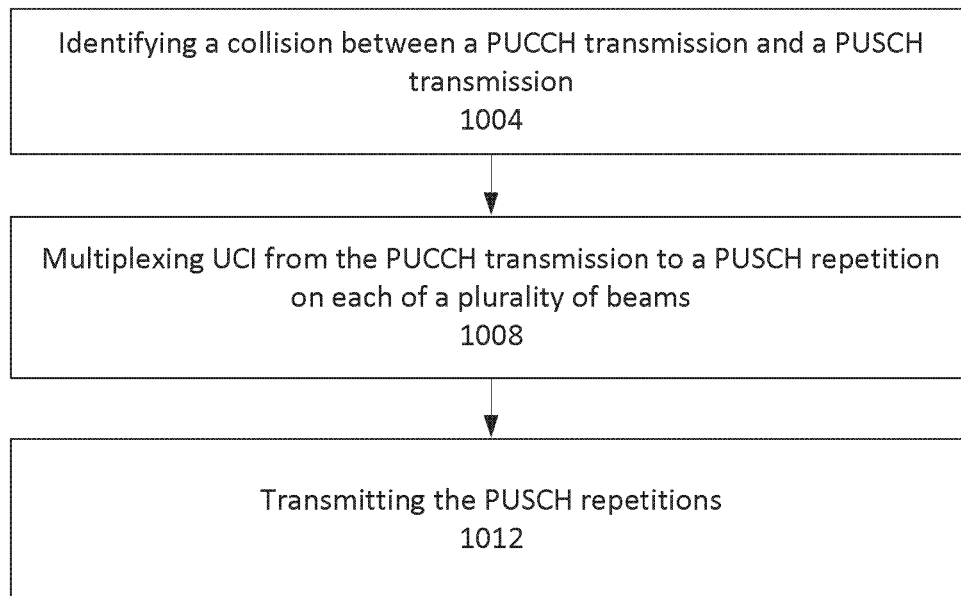 Identifying a collision between a PUCCH transmission and a PUSCH
transmission
1004
Multiplexing UCI from the PUCCH transmission to a PUSCH repetition
on each of a plurality of beams
1008
Transmitting the PUSCH repetitions
1012